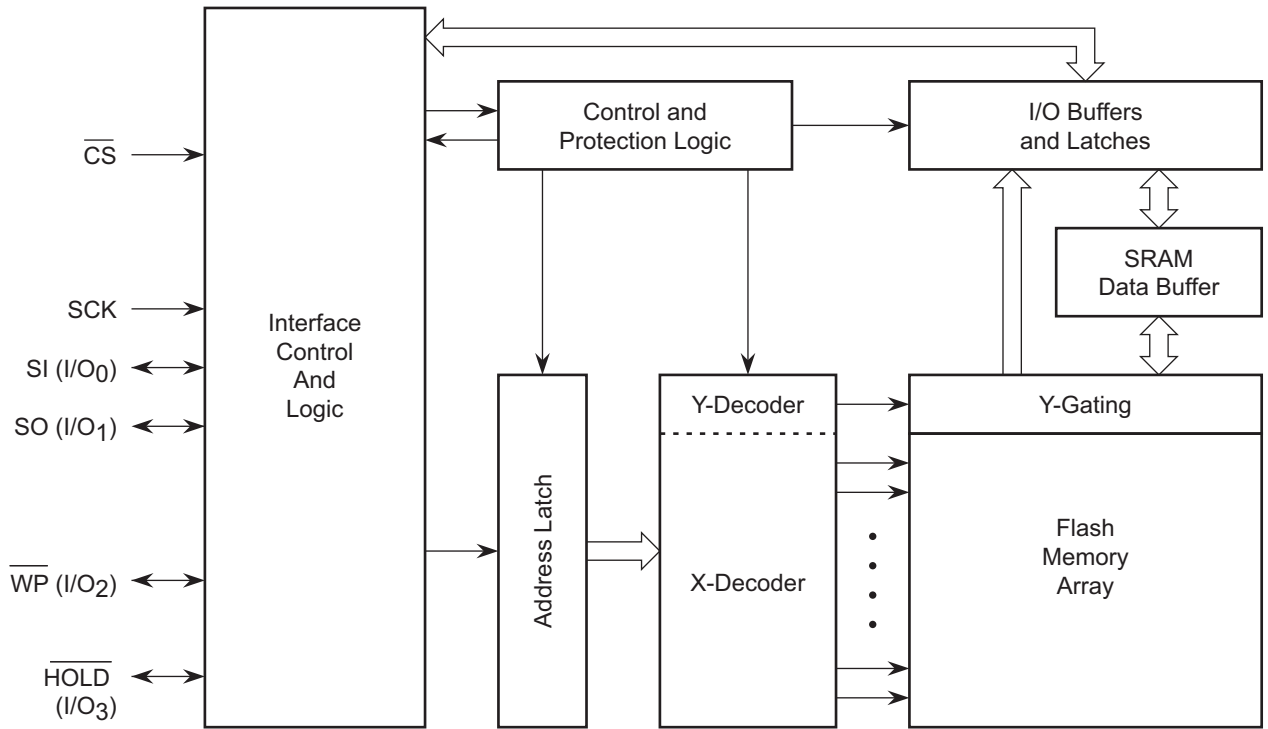 CS
SCK
SI (I/O0)
SO (I/O1)
WP (I/O2)
HOLD
(I/O3)
Interface
Control
And
Logic
Control and
Protection Logic
I/O Buffers
and Latches
SRAM
Data Buffer
Address Latch
Y-Decoder
X-Decoder
Y-Gating
Flash
Memory
Array